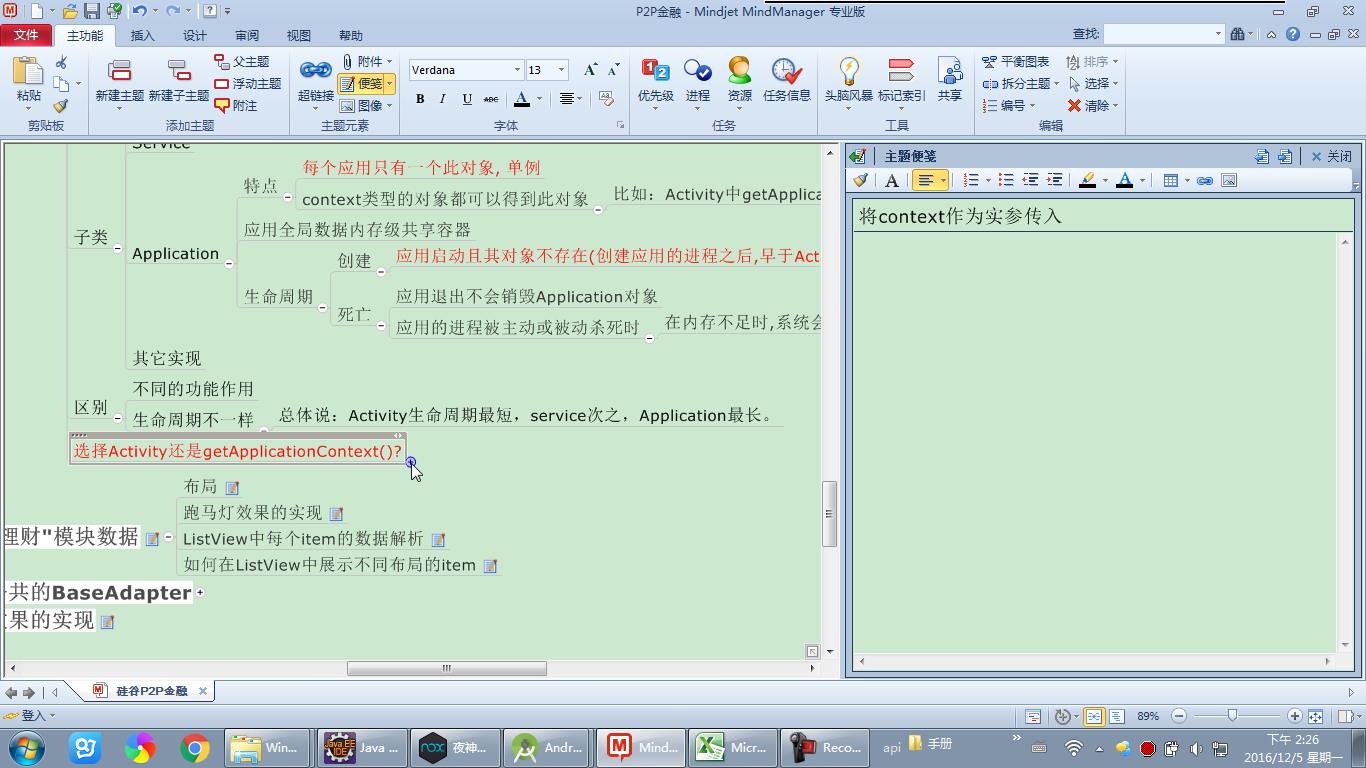 P2P金融 - Mindjet MindManager 专业版
文件
主功能
插入
设计
审阅
视图
帮助
查找:
粘贴
剪贴板
新建主题
新建子主题
父主题
浮动主题
附注
添加主题
超链接
附件
便笺
图像
主题元素
Verdana
13
B I U ABC A
字体
优先级
进程
资源
任务信息
任务
头脑风暴
标记索引
共享
工具
平衡图表
拆分主题
编号
排序
选择
清除
编辑
Service
特点
每个应用只有一个此对象, 单例
context类型的对象都可以得到此对象
比如：Activity中getApplica
子类
Application
应用全局数据内存级共享容器
生命周期
创建
应用启动且其对象不存在(创建应用的进程之后,早于Act
死亡
应用退出不会销毁Application对象
应用的进程被主动或被动杀死时
在内存不足时,系统会
其它实现
区别
不同的功能作用
生命周期不一样
总体说：Activity生命周期最短，service次之，Application最长。
选择Activity还是getApplicationContext()?
理财"模块数据
布局
跑马灯效果的实现
ListView中每个item的数据解析
如何在ListView中展示不同布局的item
共的BaseAdapter
果的实现
主题便笺
关闭
将context作为实参传入
硅谷P2P金融
登入
89%
Win...
Java ...
夜神...
Andr...
Mind...
Micr...
Reco...
api
手册
下午 2:26
2016/12/5 星期一